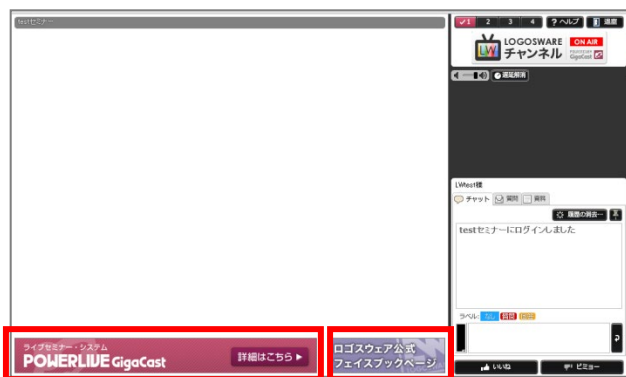 testセミナー
✓1 2 3 4 ?ヘルプ 退席
LW LOGOSWARE ON AIR
チャンネル GigaCast
遅延解消
LWtest様
チャット 質問 資料
履歴の消去…
testセミナーにログインしました
ラベル:
ライブセミナー・システム
POWERLIVE GigaCast
詳細はこちら▶
ロゴスウェア公式
フェイスブックページ
いいね ビミョー